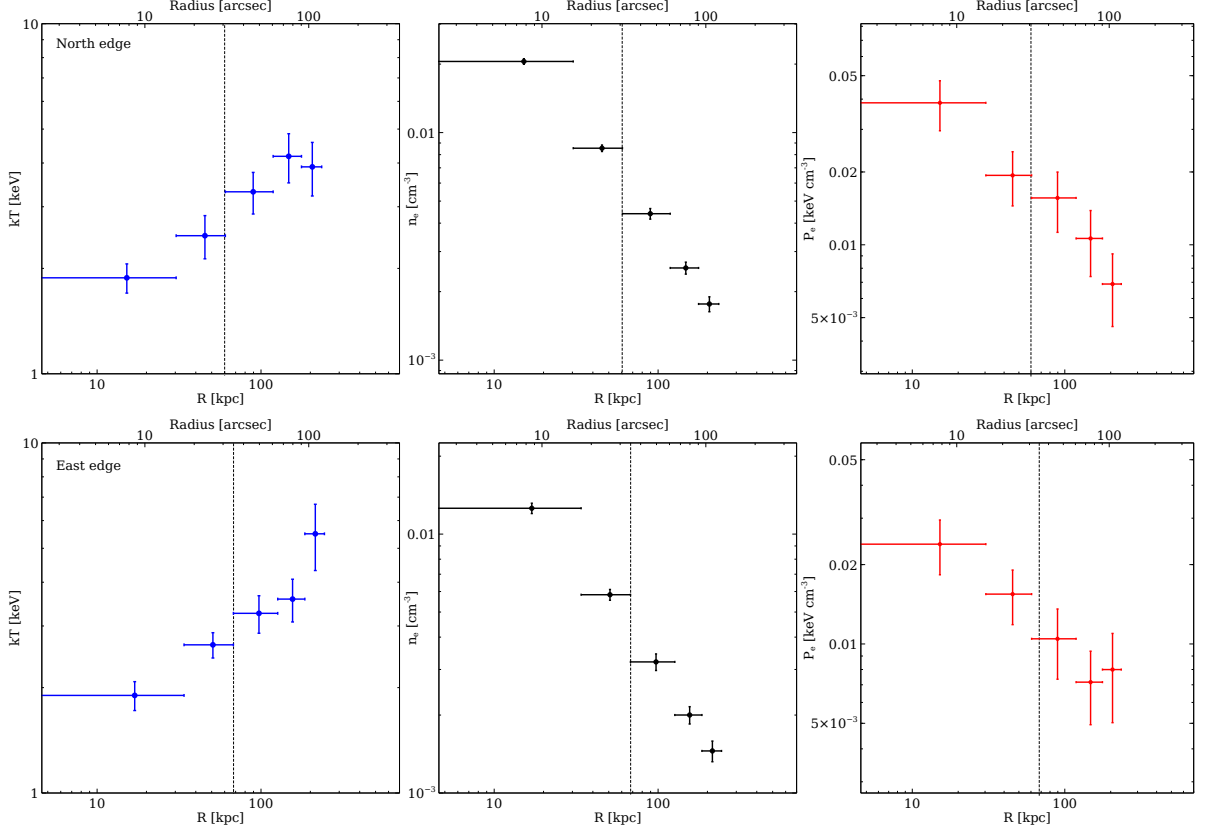 Radius [arcsec]
10 100
10
North edge
kT [keV]
1
10 100
R [kpc]
Radius [arcsec]
10 100
0.01
n_e [cm⁻³]
10⁻³
10 100
R [kpc]
Radius [arcsec]
10 100
0.05
0.02
P_e [keV cm⁻³]
0.01
5×10⁻³
10 100
R [kpc]
Radius [arcsec]
10 100
10
East edge
kT [keV]
1
10 100
R [kpc]
Radius [arcsec]
10 100
0.01
n_e [cm⁻³]
10⁻³
10 100
R [kpc]
Radius [arcsec]
10 100
0.05
0.02
P_e [keV cm⁻³]
0.01
5×10⁻³
10 100
R [kpc]